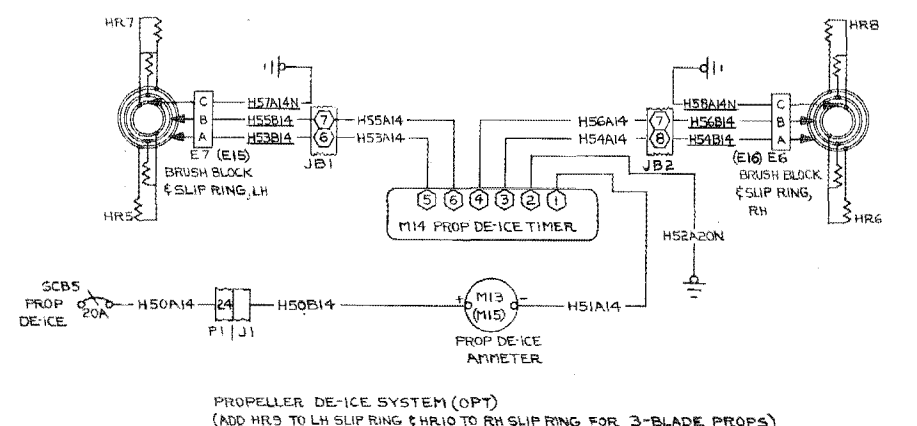 HR7
HR8
C
B
A
H57A14N
H55B14
H53B14
7
6
H55A14
H53A14
JB1
E7 (E15)
BRUSH BLOCK
& SLIP RING, LH
HR5
H56A14
H54A14
7
8
JB2
H58A14N
H56B14
H54B14
C
B
A
(E16) E6
BRUSH BLOCK
& SLIP RING,
RH
HR6
5 6 4 3 2 1
M14 PROP DE-ICE TIMER
H52A20N
SCB5
PROP
DE-ICE
20A
H50A14
24
P1 J1
H50B14
+ M13 -
(M15)
H51A14
PROP DE-ICE
AMMETER
PROPELLER DE-ICE SYSTEM (OPT)
(ADD HR9 TO LH SLIP RING & HR10 TO RH SLIP RING FOR 3-BLADE PROPS)